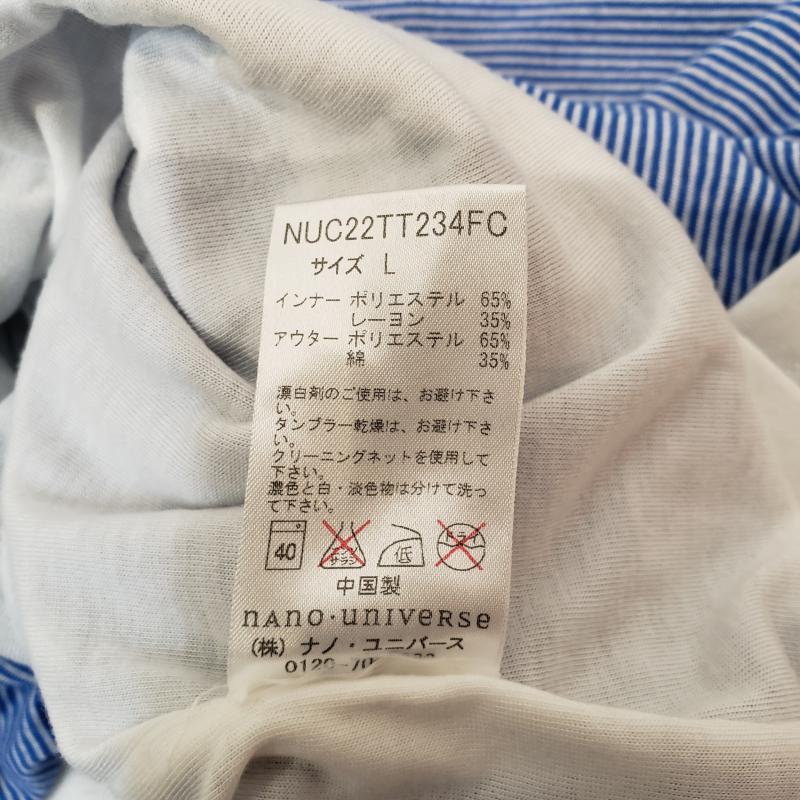 NUC22TT234FC
サイズ L
インナー ポリエステル 65%
レーヨン 35%
アウター ポリエステル 65%
綿 35%
漂白剤のご使用は、お避け下さ
い。
タンブラー乾燥は、お避け下さ
い。
クリーニングネットを使用して
下さい。
濃色と白・淡色物は分けて洗っ
て下さい。
40 低 ドライ
中国製
nano・universe
(株) ナノ・ユニバース